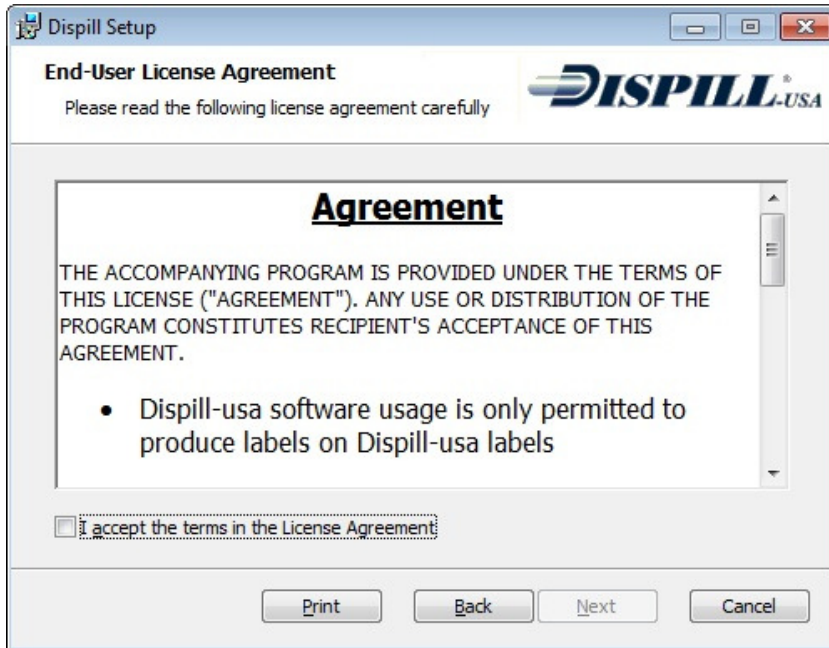 Dispill Setup
End-User License Agreement
Please read the following license agreement carefully
DISPILL®-USA
Agreement
THE ACCOMPANYING PROGRAM IS PROVIDED UNDER THE TERMS OF
THIS LICENSE ("AGREEMENT"). ANY USE OR DISTRIBUTION OF THE
PROGRAM CONSTITUTES RECIPIENT'S ACCEPTANCE OF THIS
AGREEMENT.
• Dispill-usa software usage is only permitted to
produce labels on Dispill-usa labels
I accept the terms in the License Agreement
Print Back Next Cancel